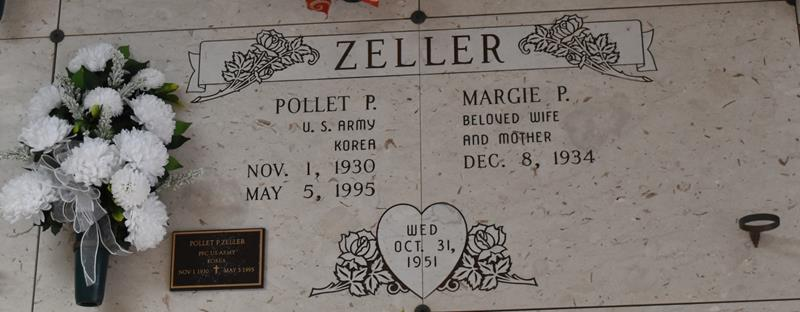 ZELLER
POLLET P.
U. S. ARMY
KOREA
NOV. 1, 1930
MAY 5, 1995
MARGIE P.
BELOVED WIFE
AND MOTHER
DEC. 8, 1934
WED
OCT. 31,
1951
POLLET P. ZELLER
PFC US ARMY
KOREA
NOV 1 1930 MAY 5 1995